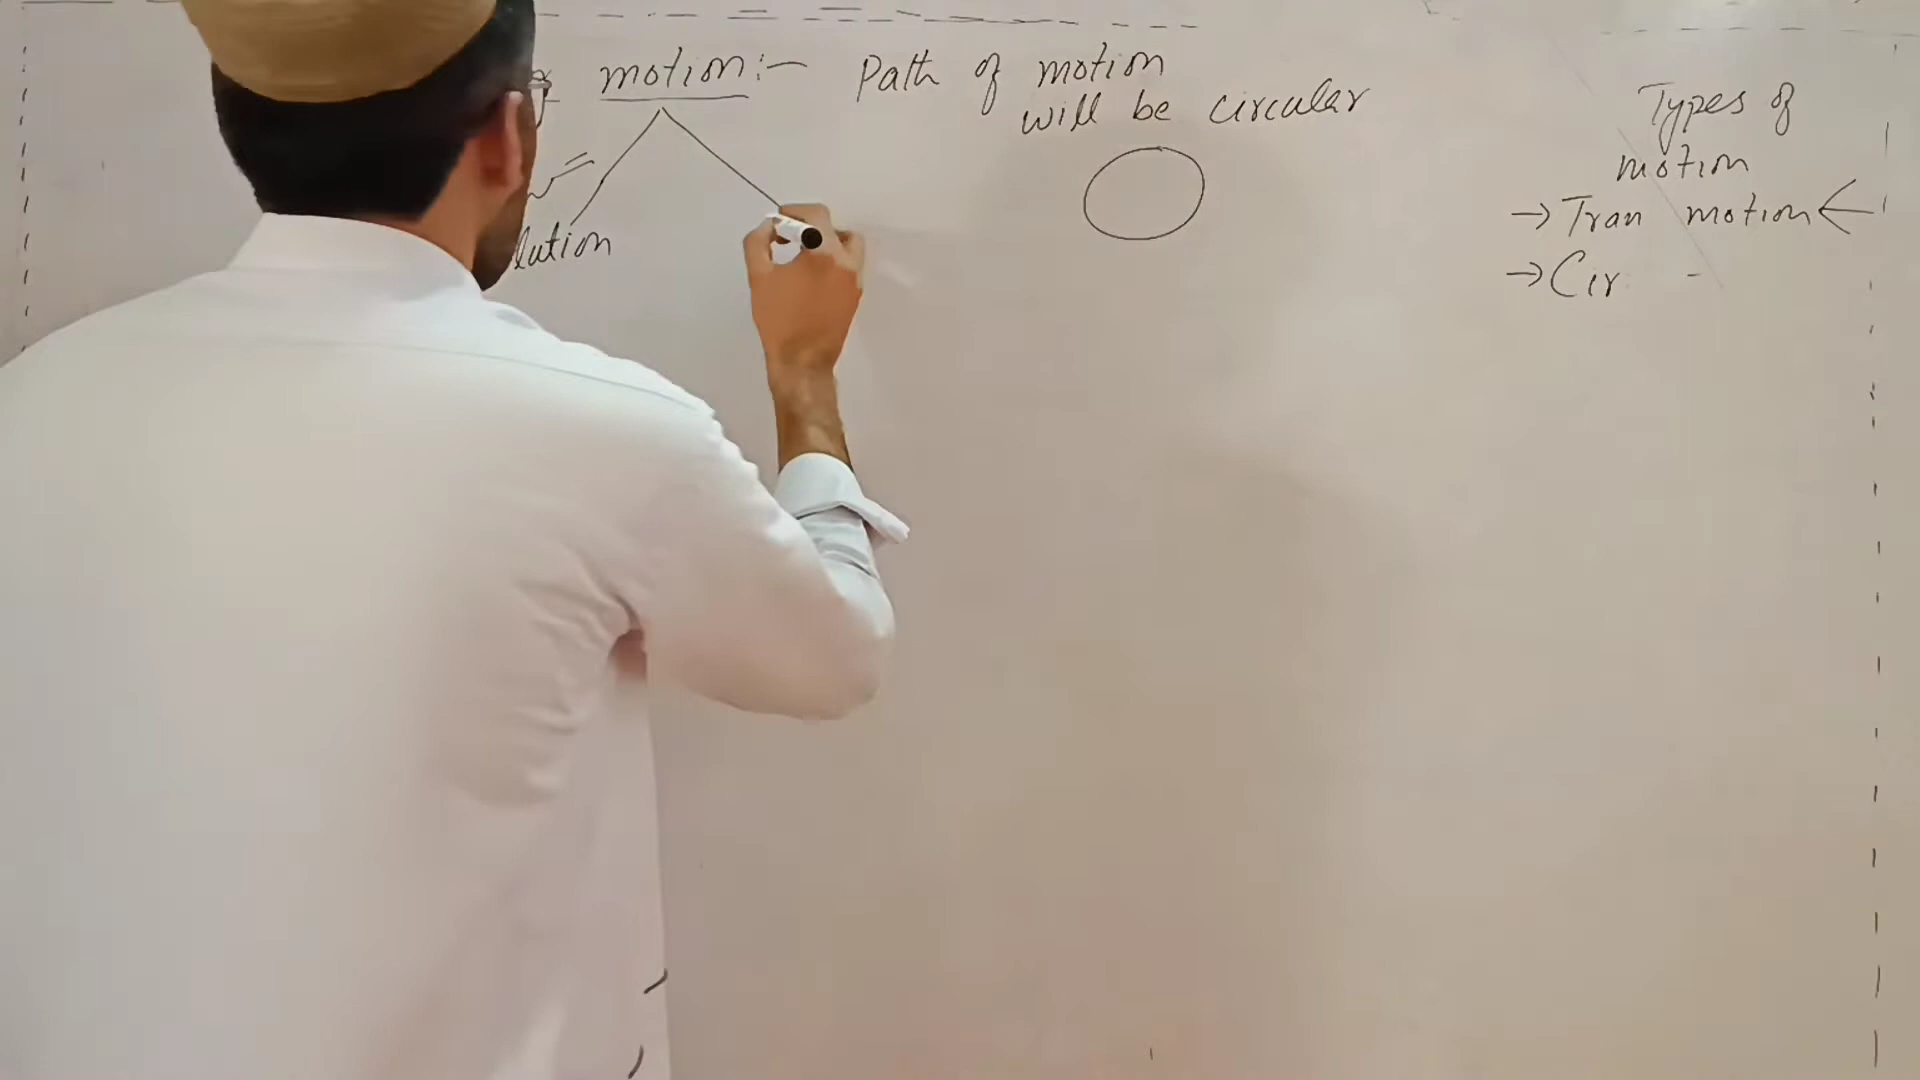 motion:- Path of motion
will be circular
lution
Types of
motion
→ Tran motion ←
→ Cir -